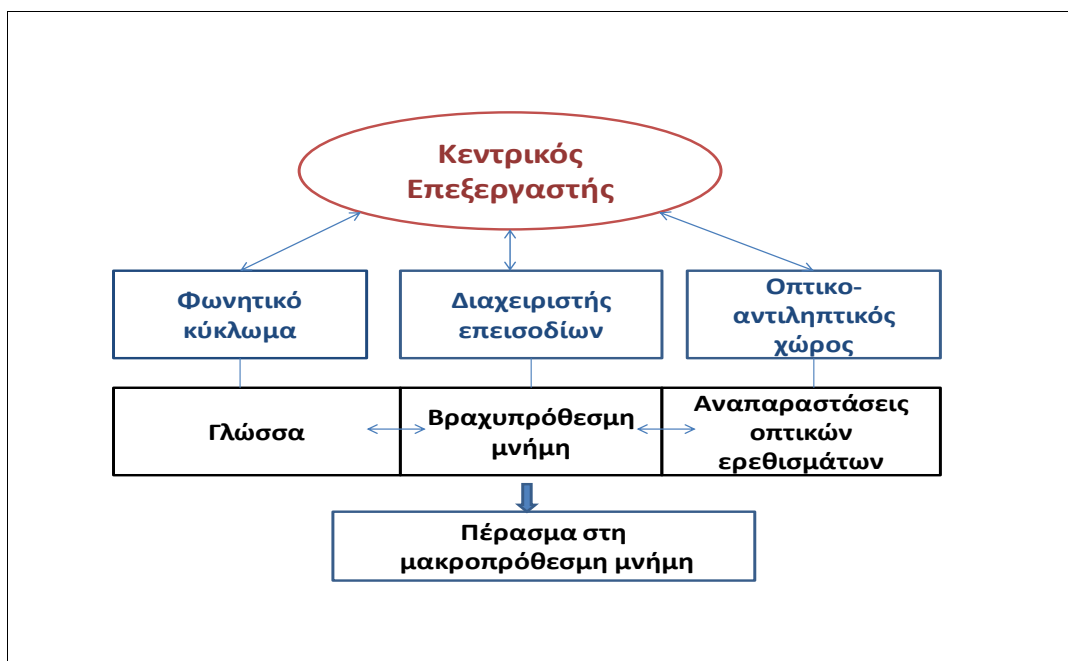 Κεντρικός
Επεξεργαστής
Φωνητικό
κύκλωμα
Διαχειριστής
επεισοδίων
Οπτικο-
αντιληπτικός
χώρος
Γλώσσα
Βραχυπρόθεσμη
μνήμη
Αναπαραστάσεις
οπτικών
ερεθισμάτων
Πέρασμα στη
μακροπρόθεσμη μνήμη